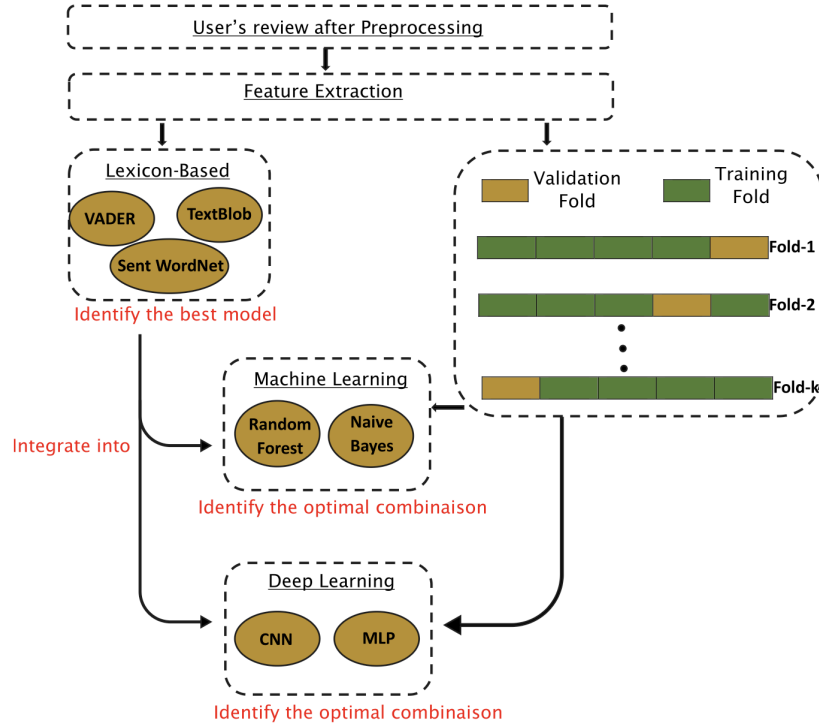 User's review after Preprocessing
Feature Extraction
Lexicon-Based
VADER
TextBlob
Sent WordNet
Identify the best model
Validation
Fold
Training
Fold
Fold-1
Fold-2
Fold-k
Machine Learning
Random
Forest
Naive
Bayes
Integrate into
Identify the optimal combinaison
Deep Learning
CNN
MLP
Identify the optimal combinaison